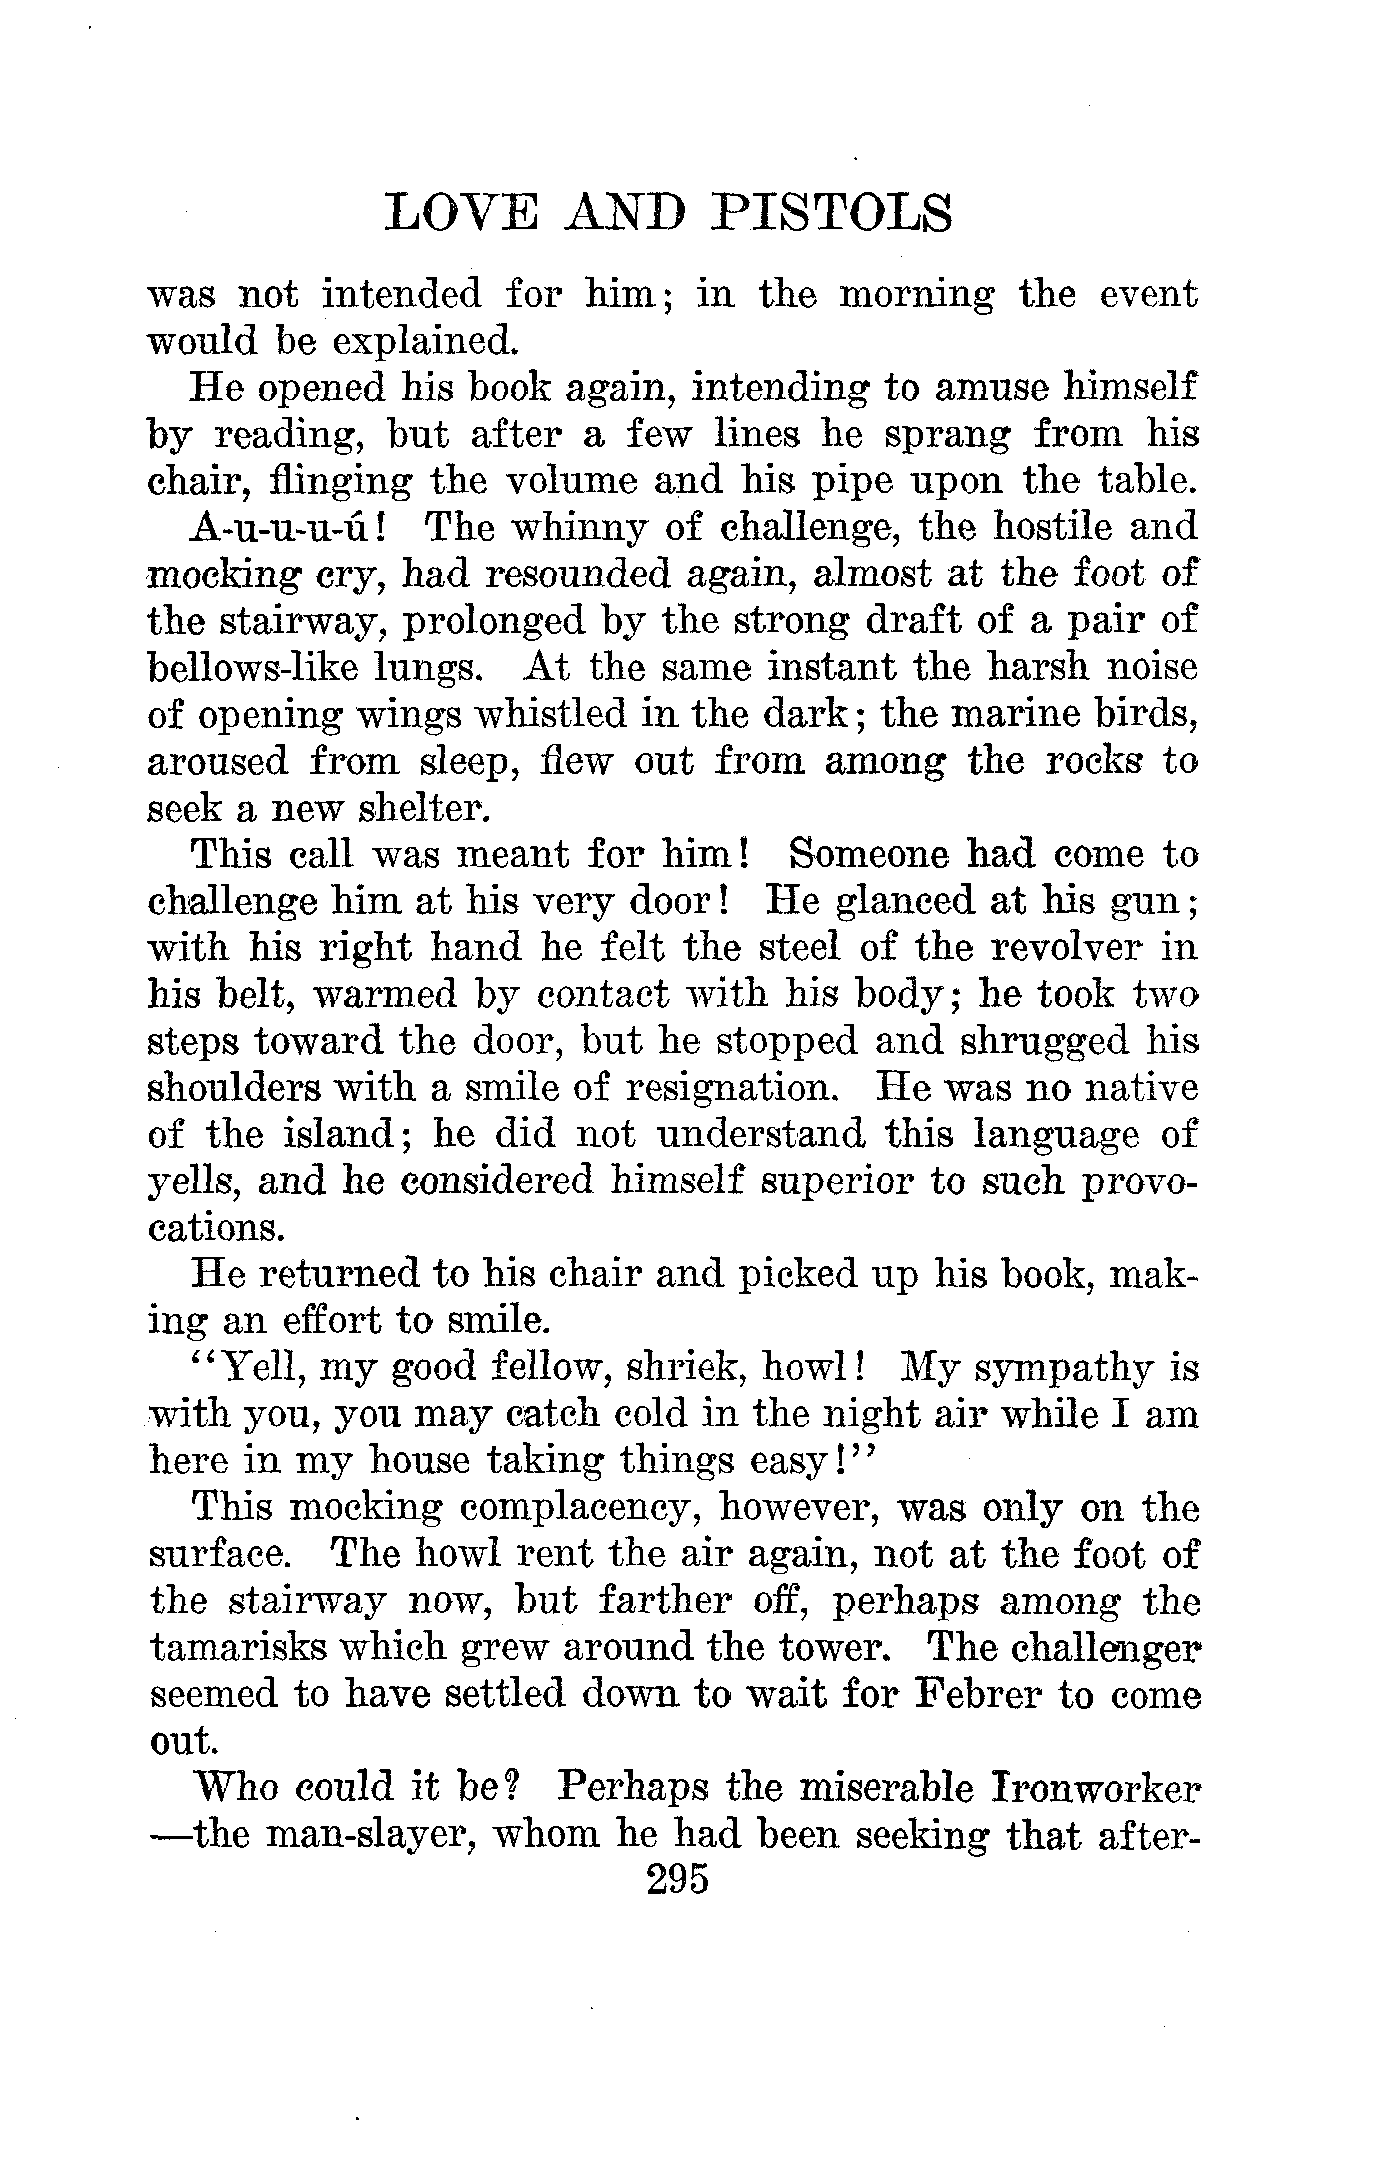 LOVE AND PISTOLS
was not intended for him; in the morning the event
would be explained.
He opened his book again, intending to amuse himself
by reading, but after a few lines he sprang from his
chair, flinging the volume and his pipe upon the table.
A-u-u-u-ú! The whinny of challenge, the hostile and
mocking cry, had resounded again, almost at the foot of
the stairway, prolonged by the strong draft of a pair of
bellows-like lungs. At the same instant the harsh noise
of opening wings whistled in the dark; the marine birds,
aroused from sleep, flew out from among the rocks to
seek a new shelter.
This call was meant for him! Someone had come to
challenge him at his very door! He glanced at his gun;
with his right hand he felt the steel of the revolver in
his belt, warmed by contact with his body; he took two
steps toward the door, but he stopped and shrugged his
shoulders with a smile of resignation. He was no native
of the island; he did not understand this language of
yells, and he considered himself superior to such provo-
cations.
He returned to his chair and picked up his book, mak-
ing an effort to smile.
"Yell, my good fellow, shriek, howl! My sympathy is
with you, you may catch cold in the night air while I am
here in my house taking things easy!"
This mocking complacency, however, was only on the
surface. The howl rent the air again, not at the foot of
the stairway now, but farther off, perhaps among the
tamarisks which grew around the tower. The challenger
seemed to have settled down to wait for Febrer to come
out.
Who could it be? Perhaps the miserable Ironworker
—the man-slayer, whom he had been seeking that after-
295